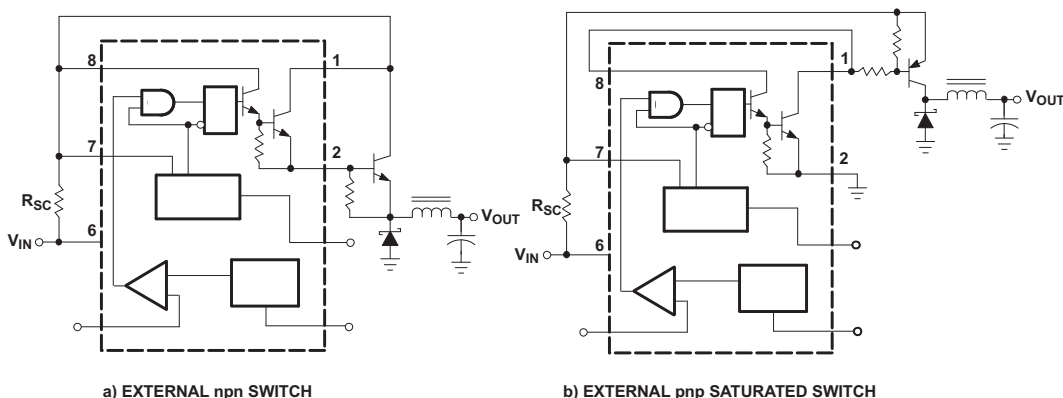 8
1
7
2
RSC
6
VIN
VOUT
a) EXTERNAL npn SWITCH
1
8
7
2
RSC
6
VIN
VOUT
b) EXTERNAL pnp SATURATED SWITCH